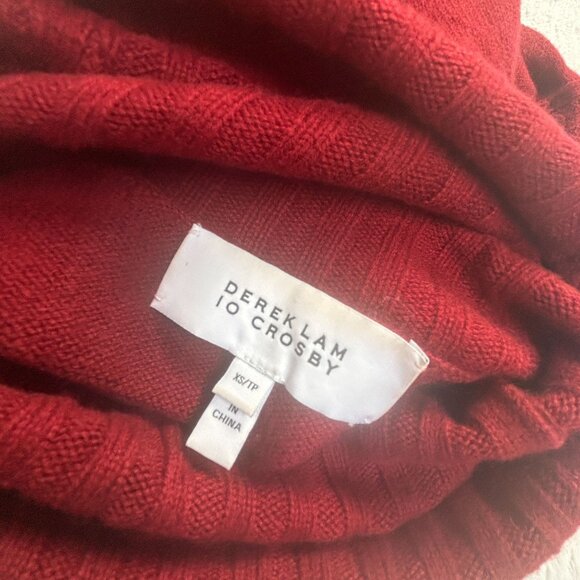 DEREK LAM
10 CROSBY
XS/TP
IN
CHINA